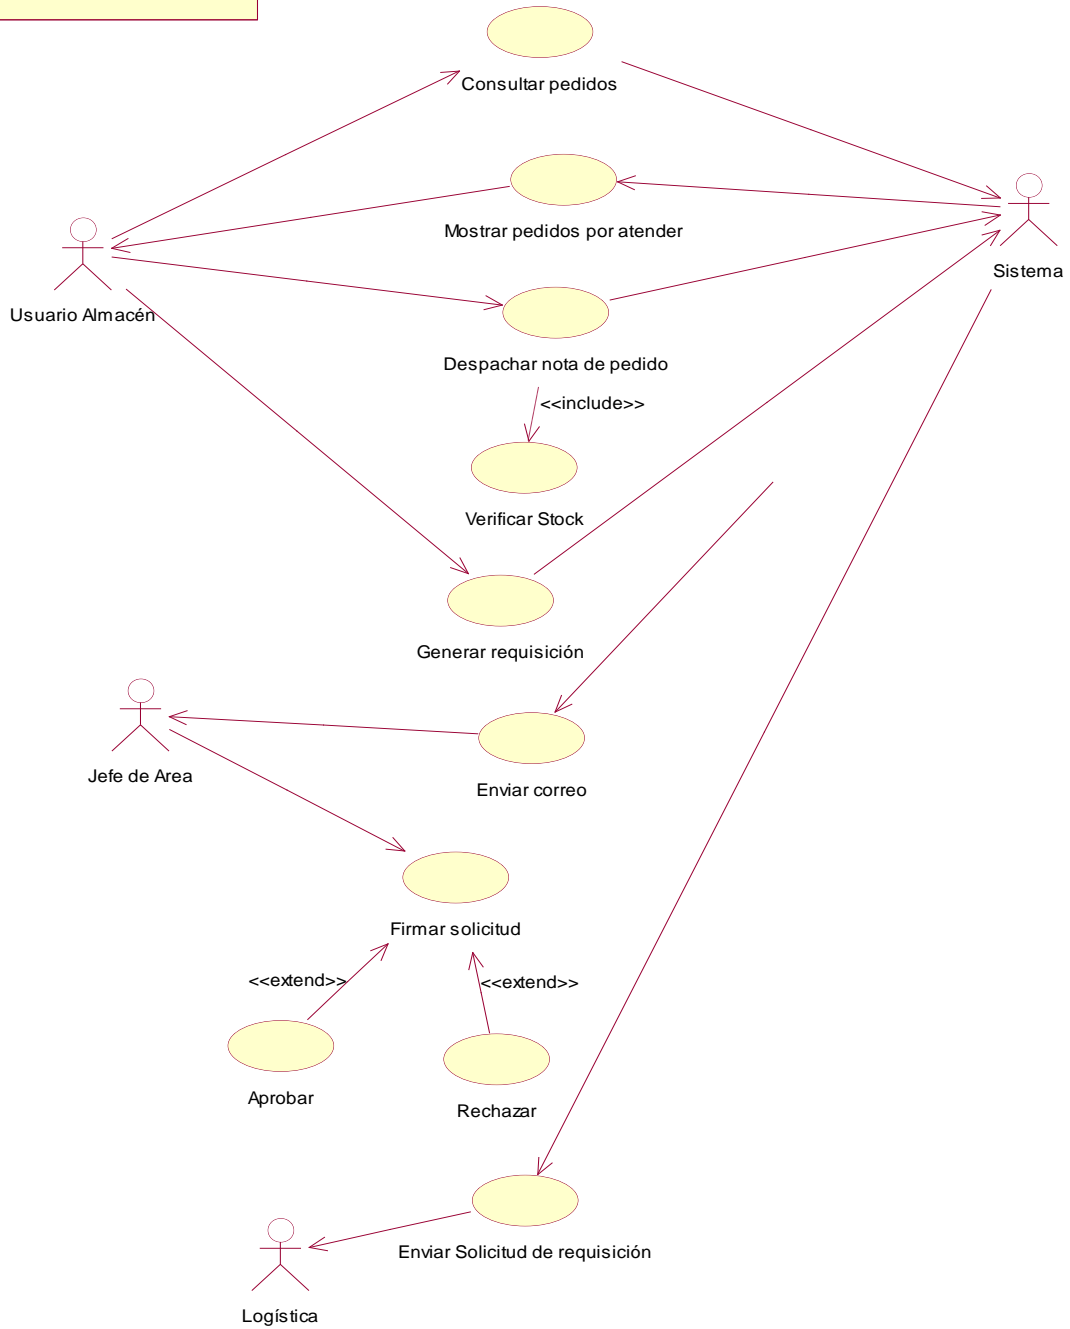 Consultar pedidos
Mostrar pedidos por atender
Sistema
Usuario Almacén
Despachar nota de pedido
<<include>>
Verificar Stock
Generar requisición
Jefe de Area
Enviar correo
Firmar solicitud
<<extend>>
<<extend>>
Aprobar
Rechazar
Enviar Solicitud de requisición
Logística